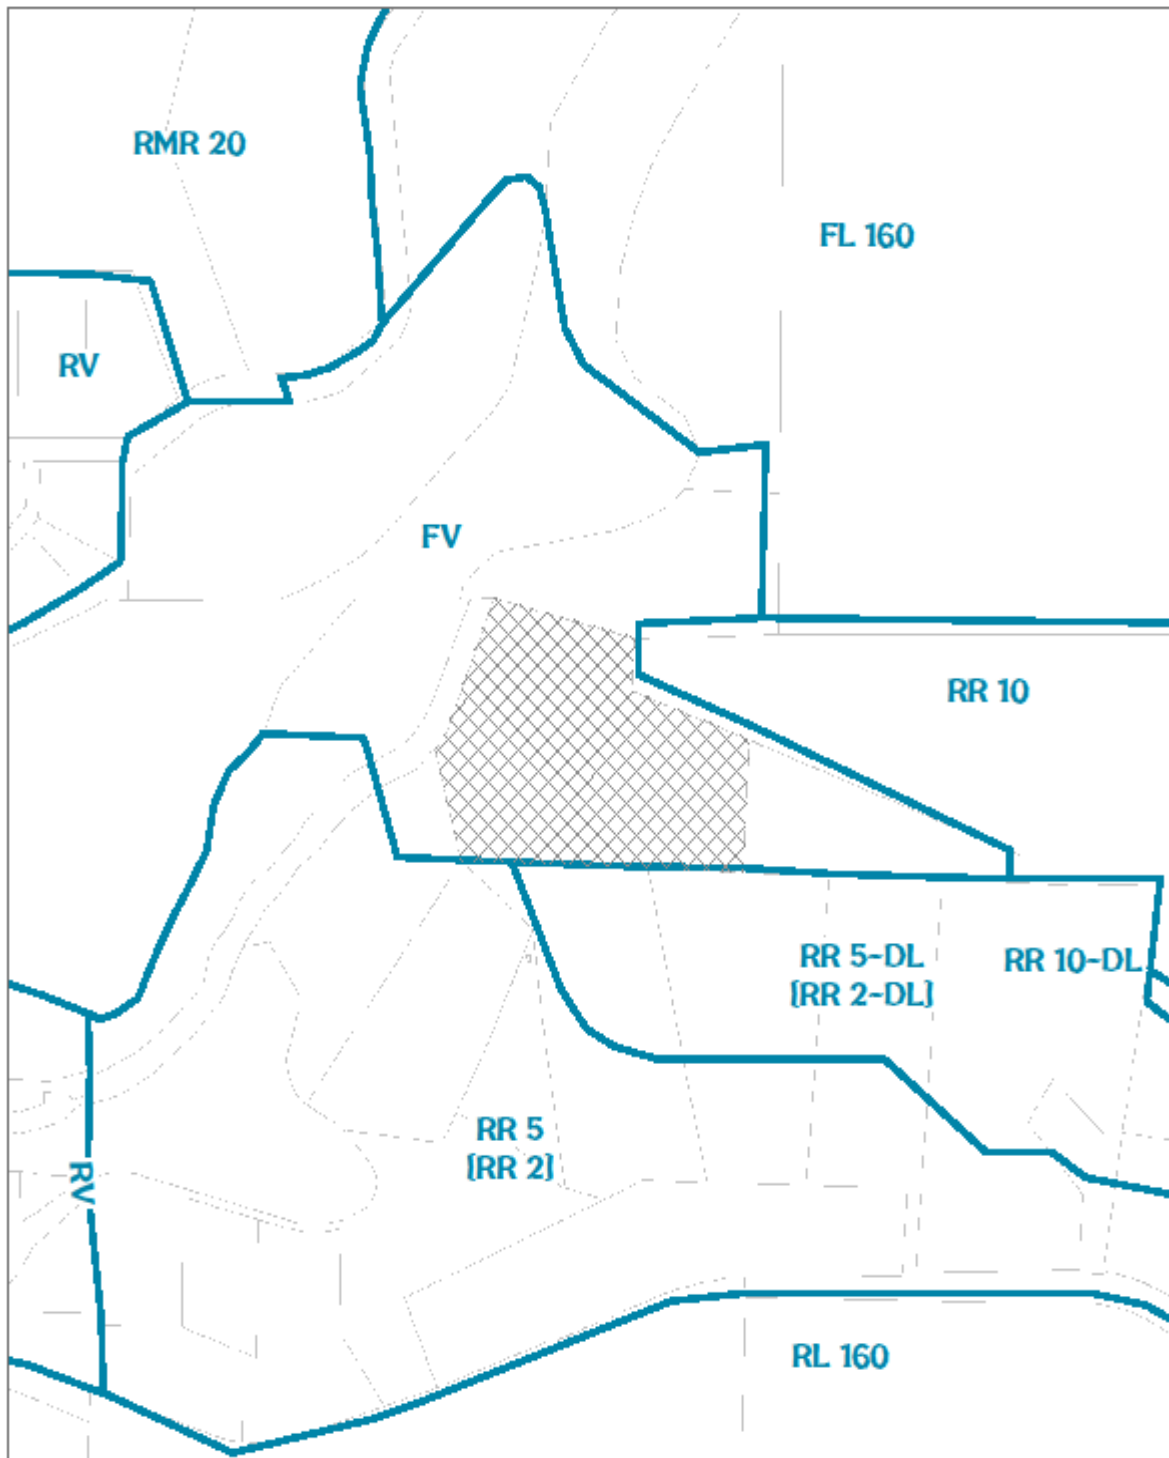 RMR 20
FL 160
RV
FV
RR 10
RR 5-DL
[RR 2-DL]
RR 10-DL
RR 5
[RR 2]
RV
RL 160